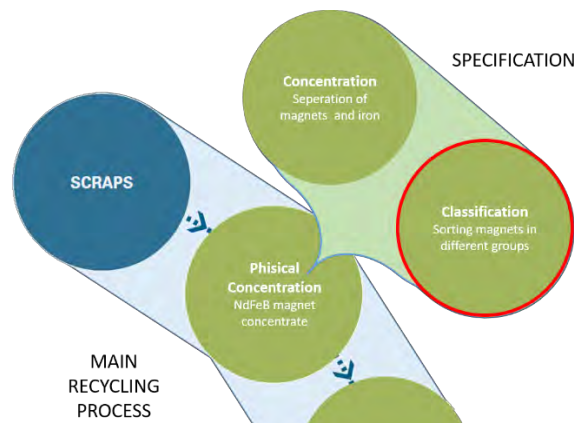 SPECIFICATION
Concentration
Seperation of
magnets and iron
SCRAPS
Classification
Sorting magnets in
different groups
Phisical
Concentration
NdFeB magnet
concentrate
MAIN
RECYCLING
PROCESS